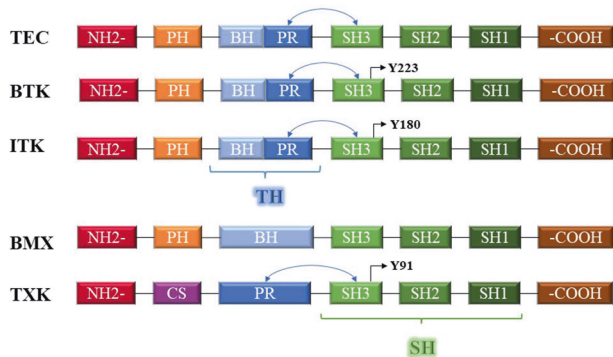 TEC NH2- PH BH PR SH3 SH2 SH1 -COOH
Y223
BTK NH2- PH BH PR SH3 SH2 SH1 -COOH
Y180
ITK NH2- PH BH PR SH3 SH2 SH1 -COOH
TH
BMX NH2- PH BH SH3 SH2 SH1 -COOH
Y91
TXK NH2- CS PR SH3 SH2 SH1 -COOH
SH